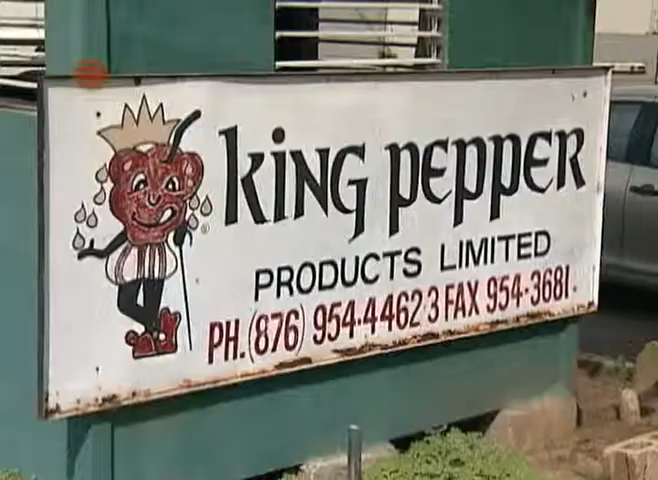 KING PEPPER
PRODUCTS LIMITED
PH.(876) 954-4462-3 FAX 954-3681.